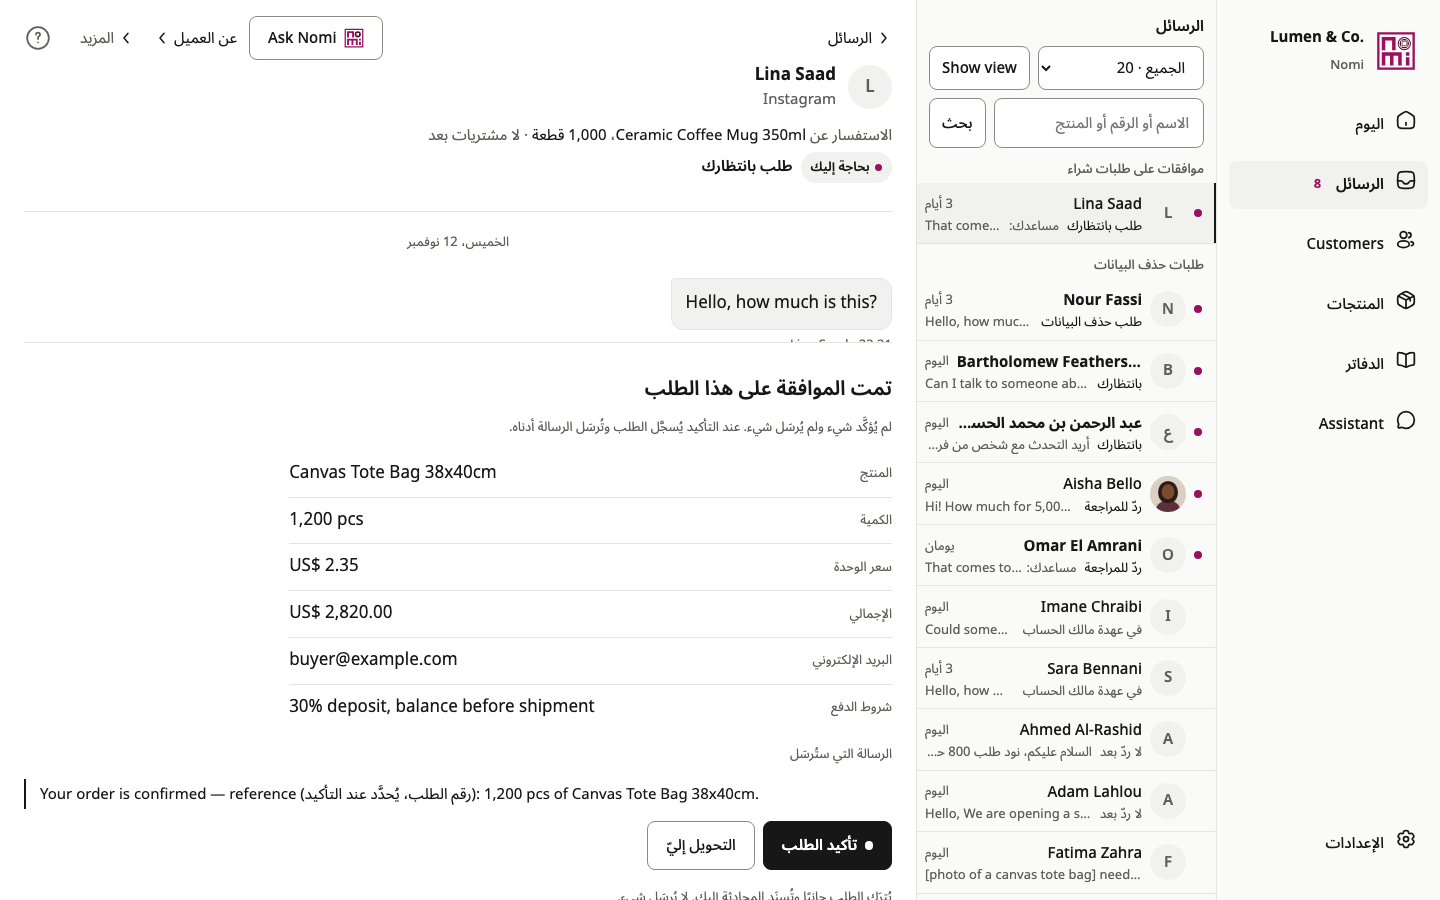 Lumen & Co.
Nomi
اليوم
الرسائل 8
Customers
المنتجات
الدفاتر
Assistant
الإعدادات
الرسائل
الجميع · 20
Show view
الاسم أو الرقم أو المنتج
بحث
موافقات على طلبات شراء
L
Lina Saad
3 أيام
طلب بانتظارك مساعدك: That come…
طلبات حذف البيانات
N
Nour Fassi
3 أيام
طلب حذف البيانات Hello, how muc…
B
Bartholomew Feathers…
اليوم
بانتظارك Can I talk to someone ab…
ع
عبد الرحمن بن محمد الحسـ…
اليوم
بانتظارك أريد التحدث مع شخص من فر…
Aisha Bello
اليوم
ردّ للمراجعة Hi! How much for 5,00…
O
Omar El Amrani
يومان
ردّ للمراجعة مساعدك: That comes to…
I
Imane Chraibi
اليوم
في عهدة مالك الحساب Could some…
S
Sara Bennani
3 أيام
في عهدة مالك الحساب Hello, how …
A
Ahmed Al-Rashid
اليوم
لا ردّ بعد السلام عليكم، نود طلب 800 حـ…
A
Adam Lahlou
اليوم
لا ردّ بعد Hello, We are opening a s…
F
Fatima Zahra
اليوم
[photo of a canvas tote bag] need…
الرسائل
Ask Nomi
عن العميل
المزيد
?
L
Lina Saad
Instagram
الاستفسار عن Ceramic Coffee Mug 350ml، 1,000 قطعة · لا مشتريات بعد
بحاجة إليك طلب بانتظارك
الخميس، 12 نوفمبر
Hello, how much is this?
تمت الموافقة على هذا الطلب
لم يُؤكَّد شيء ولم يُرسَل شيء. عند التأكيد يُسجَّل الطلب وتُرسَل الرسالة أدناه.
المنتج Canvas Tote Bag 38x40cm
الكمية 1,200 pcs
سعر الوحدة US$ 2.35
الإجمالي US$ 2,820.00
البريد الإلكتروني buyer@example.com
شروط الدفع 30% deposit, balance before shipment
الرسالة التي ستُرسَل
Your order is confirmed — reference (رقم الطلب، يُحدَّد عند التأكيد): 1,200 pcs of Canvas Tote Bag 38x40cm.
تأكيد الطلب
التحويل إليّ